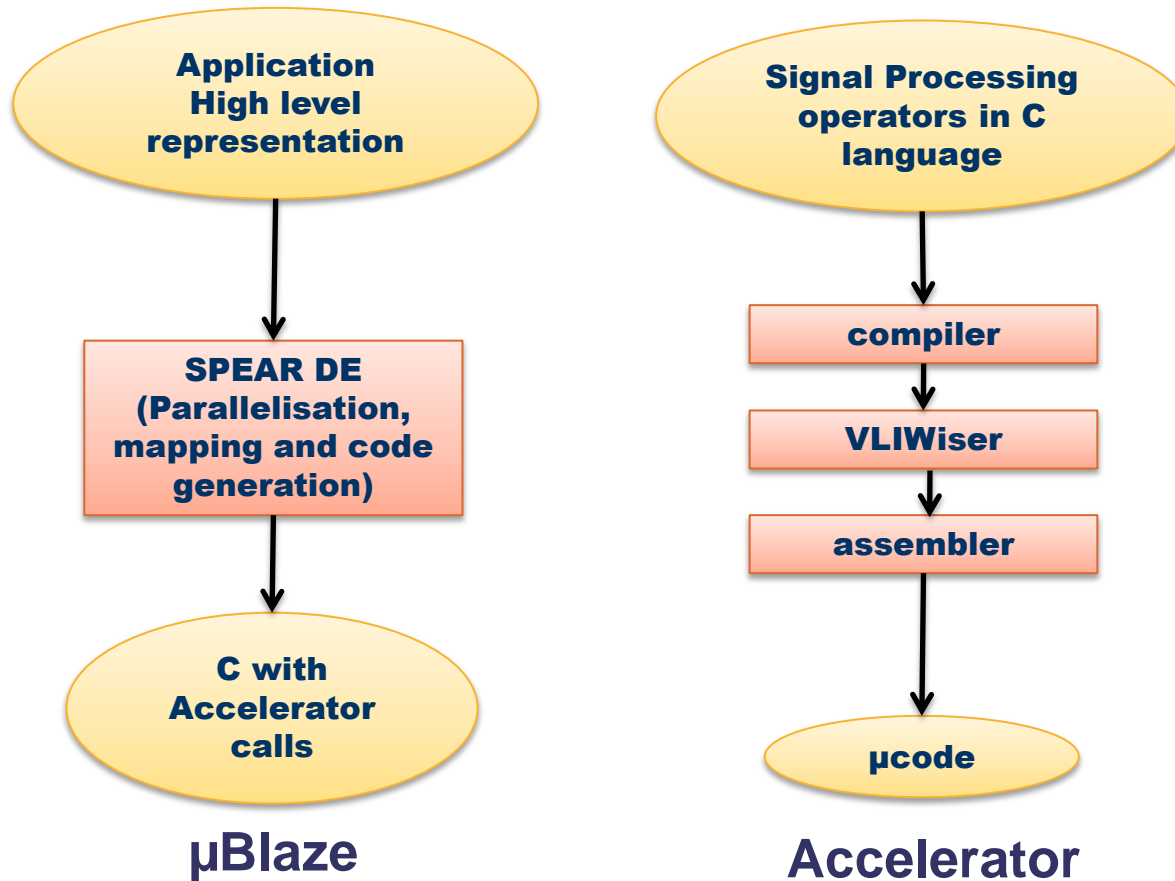 Application
High level
representation
SPEAR DE
(Parallelisation,
mapping and code
generation)
C with
Accelerator
calls
µBlaze
Signal Processing
operators in C
language
compiler
VLIWiser
assembler
µcode
Accelerator